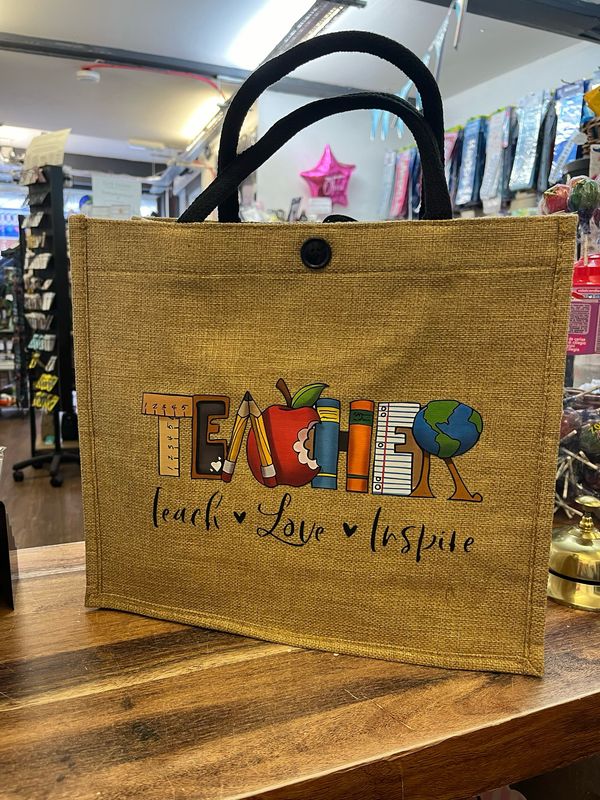 TEACHER
Teach ♥ Love ♥ Inspire